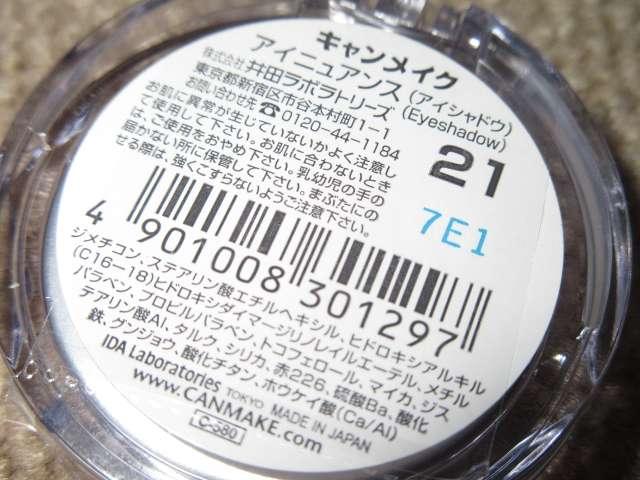 キャンメイク
アイニュアンス (アイシャドウ)
(Eyeshadow)
株式会社 井田ラボラトリーズ
東京都新宿区市谷本村町1-1
お問い合わせ先 ☎0120-44-1184
お肌に異常が生じていないかよく注意し
て使用して下さい。お肌に合わないとき
は、ご使用をおやめ下さい。乳幼児の手の
届かない所に保管して下さい。まぶたにの
せる際は、強くこすらないようご注意下さい。
21
7E1
4 901008 301297
ジメチコン、ステアリン酸エチルヘキシル、ヒドロキシアルキル
(C16-18)ヒドロキシダイマージリノレイルエーテル、メチル
パラベン、プロピルパラベン、トコフェロール、マイカ、ジス
テアリン酸Al、タルク、シリカ、赤226、硫酸Ba、酸化
鉄、グンジョウ、酸化チタン、ホウケイ酸(Ca/Al)
IDA Laboratories TOKYO MADE IN JAPAN
www.CANMAKE.com
C-580